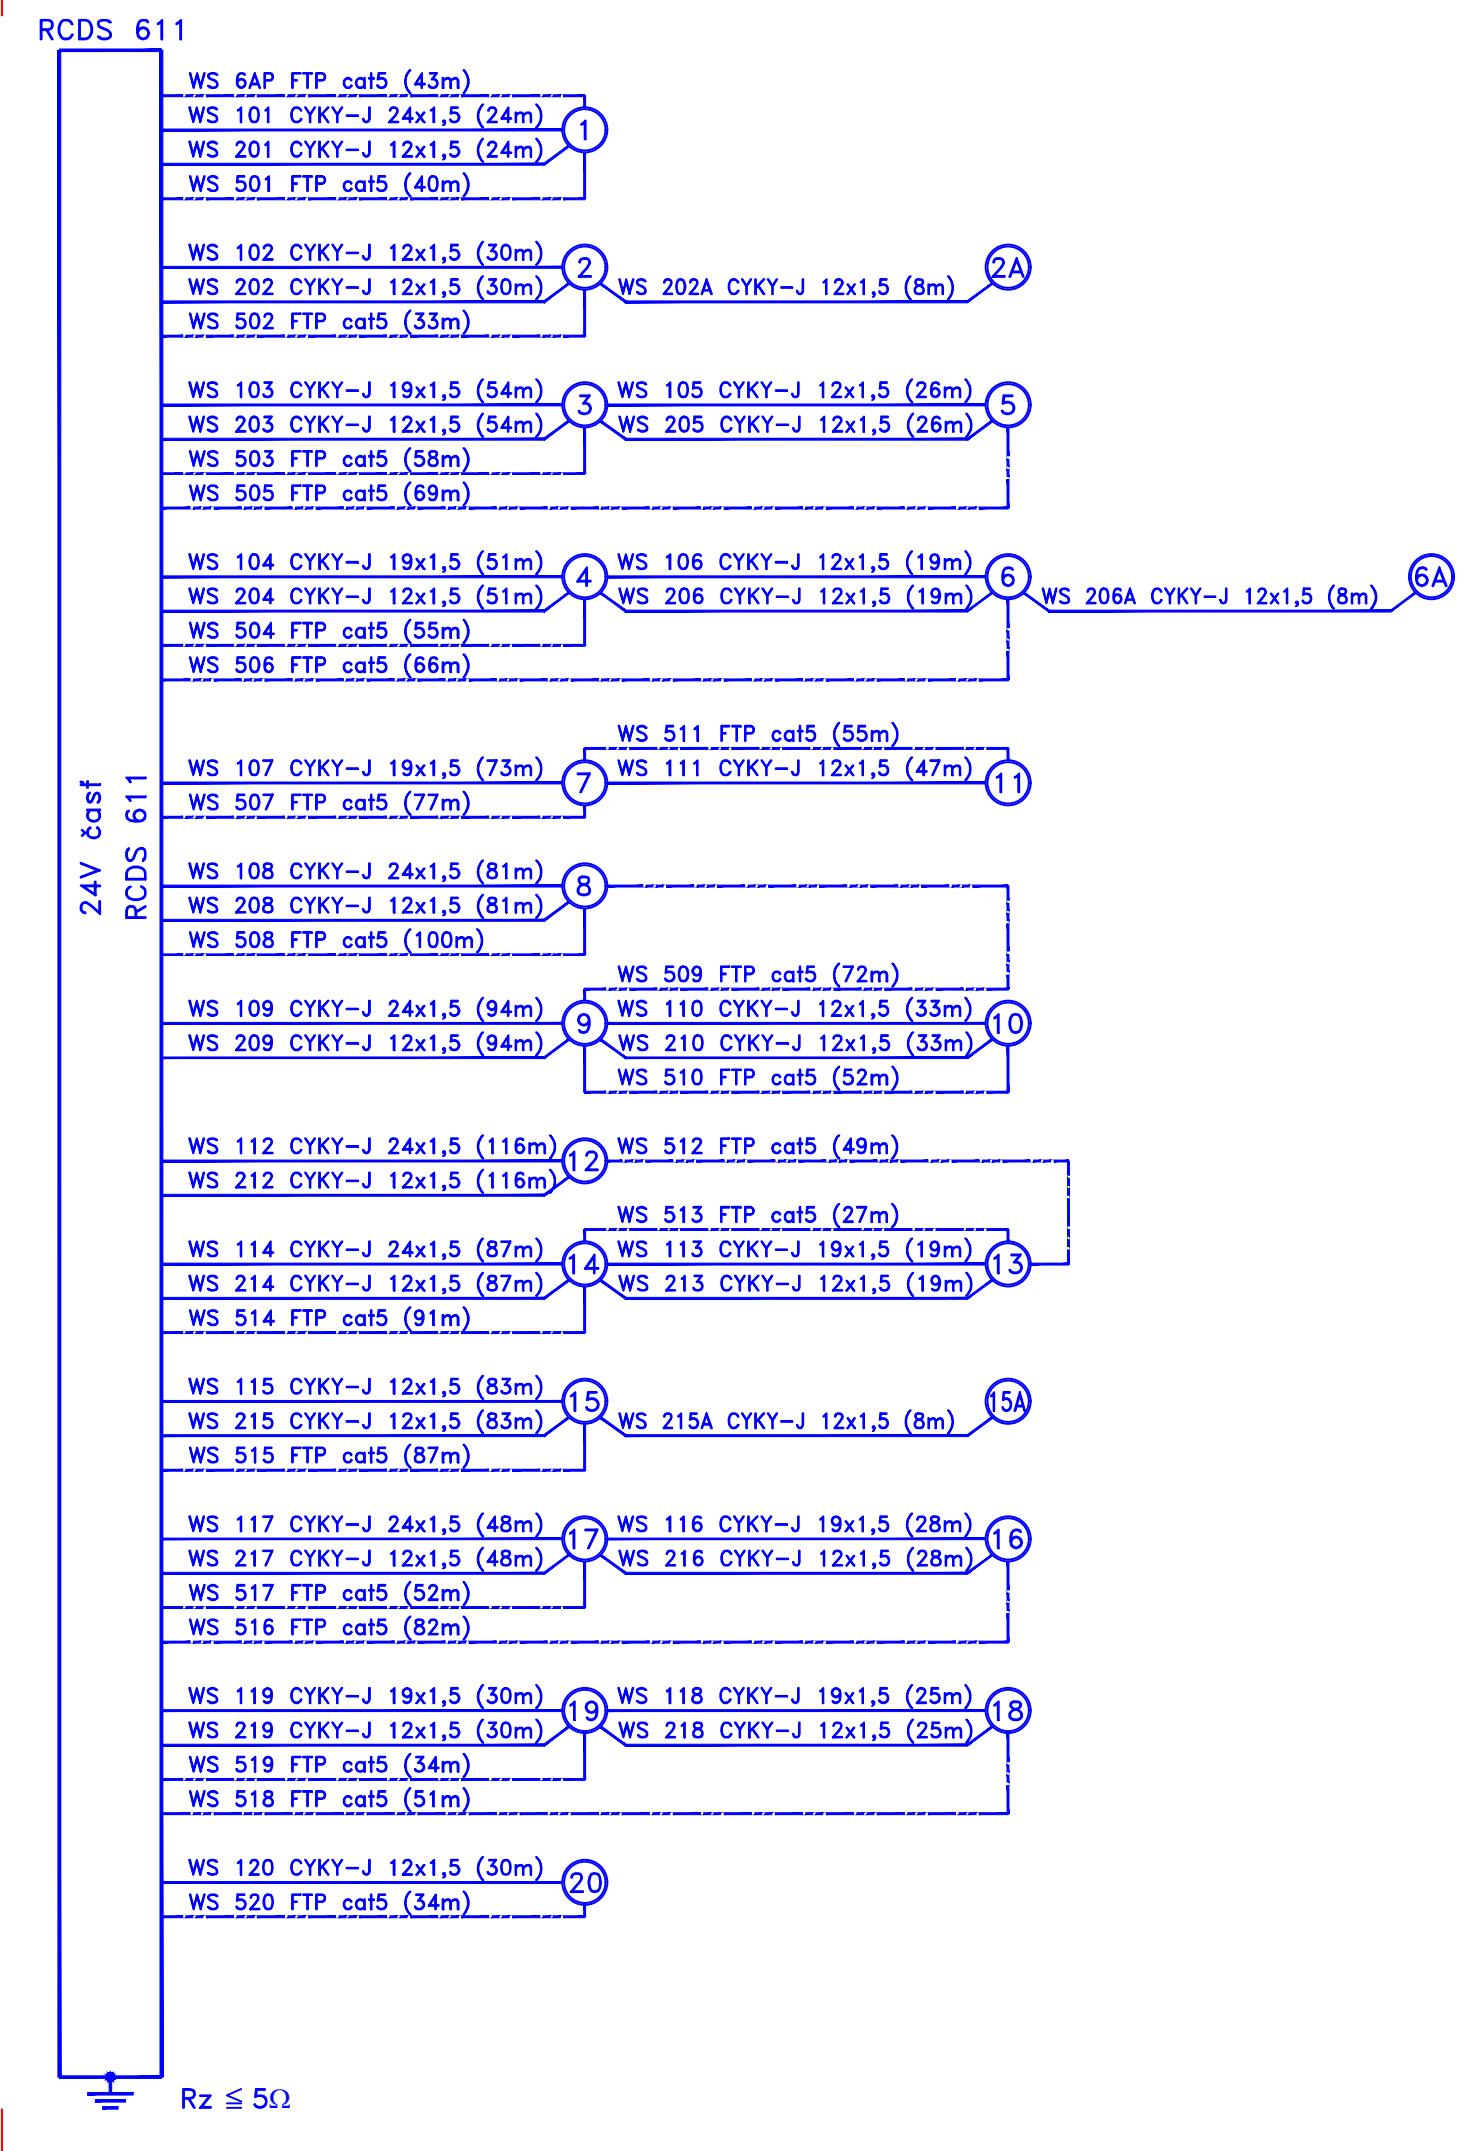 RCDS 611
WS 6AP FTP cat5 (43m)
WS 101 CYKY-J 24x1,5 (24m)
1
WS 201 CYKY-J 12x1,5 (24m)
WS 501 FTP cat5 (40m)
WS 102 CYKY-J 12x1,5 (30m)
2
2A
WS 202 CYKY-J 12x1,5 (30m)
WS 202A CYKY-J 12x1,5 (8m)
WS 502 FTP cat5 (33m)
WS 103 CYKY-J 19x1,5 (54m)
3
WS 105 CYKY-J 12x1,5 (26m)
5
WS 203 CYKY-J 12x1,5 (54m)
WS 205 CYKY-J 12x1,5 (26m)
WS 503 FTP cat5 (58m)
WS 505 FTP cat5 (69m)
WS 104 CYKY-J 19x1,5 (51m)
4
WS 106 CYKY-J 12x1,5 (19m)
6
6A
WS 204 CYKY-J 12x1,5 (51m)
WS 206 CYKY-J 12x1,5 (19m)
WS 206A CYKY-J 12x1,5 (8m)
WS 504 FTP cat5 (55m)
WS 506 FTP cat5 (66m)
WS 511 FTP cat5 (55m)
WS 107 CYKY-J 19x1,5 (73m)
7
WS 111 CYKY-J 12x1,5 (47m)
11
WS 507 FTP cat5 (77m)
24V časť
RCDS 611
WS 108 CYKY-J 24x1,5 (81m)
8
WS 208 CYKY-J 12x1,5 (81m)
WS 508 FTP cat5 (100m)
WS 509 FTP cat5 (72m)
WS 109 CYKY-J 24x1,5 (94m)
9
WS 110 CYKY-J 12x1,5 (33m)
10
WS 209 CYKY-J 12x1,5 (94m)
WS 210 CYKY-J 12x1,5 (33m)
WS 510 FTP cat5 (52m)
WS 112 CYKY-J 24x1,5 (116m)
12
WS 512 FTP cat5 (49m)
WS 212 CYKY-J 12x1,5 (116m)
WS 513 FTP cat5 (27m)
WS 114 CYKY-J 24x1,5 (87m)
14
WS 113 CYKY-J 19x1,5 (19m)
13
WS 214 CYKY-J 12x1,5 (87m)
WS 213 CYKY-J 12x1,5 (19m)
WS 514 FTP cat5 (91m)
WS 115 CYKY-J 12x1,5 (83m)
15
15A
WS 215 CYKY-J 12x1,5 (83m)
WS 215A CYKY-J 12x1,5 (8m)
WS 515 FTP cat5 (87m)
WS 117 CYKY-J 24x1,5 (48m)
17
WS 116 CYKY-J 19x1,5 (28m)
16
WS 217 CYKY-J 12x1,5 (48m)
WS 216 CYKY-J 12x1,5 (28m)
WS 517 FTP cat5 (52m)
WS 516 FTP cat5 (82m)
WS 119 CYKY-J 19x1,5 (30m)
19
WS 118 CYKY-J 19x1,5 (25m)
18
WS 219 CYKY-J 12x1,5 (30m)
WS 218 CYKY-J 12x1,5 (25m)
WS 519 FTP cat5 (34m)
WS 518 FTP cat5 (51m)
WS 120 CYKY-J 12x1,5 (30m)
20
WS 520 FTP cat5 (34m)
Rz ≦ 5Ω